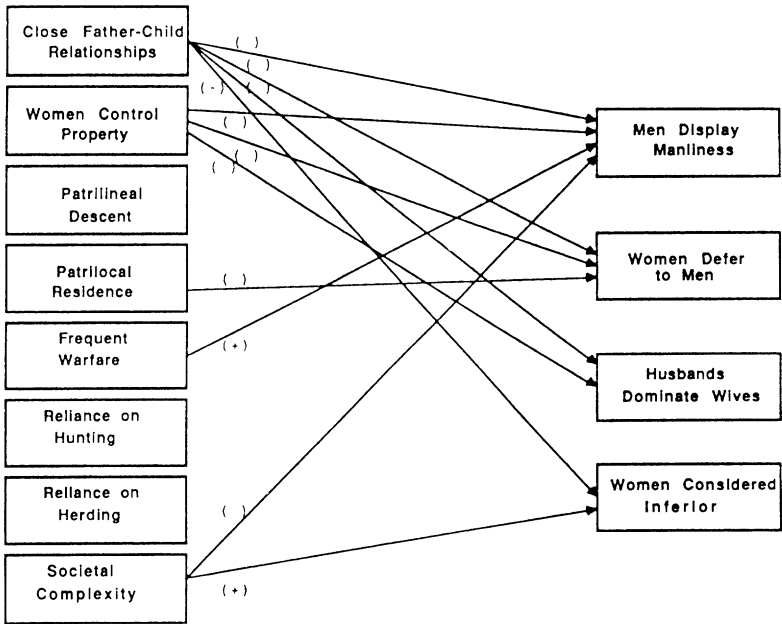 Close Father-Child
Relationships
( )
( )
(-) ( )
Women Control
Property
( )
( )
( )
Patrilineal
Descent
Patrilocal
Residence
( )
Frequent
Warfare
(+)
Reliance on
Hunting
Reliance on
Herding
( )
Societal
Complexity
(+)
Men Display
Manliness
Women Defer
to Men
Husbands
Dominate Wives
Women Considered
Inferior